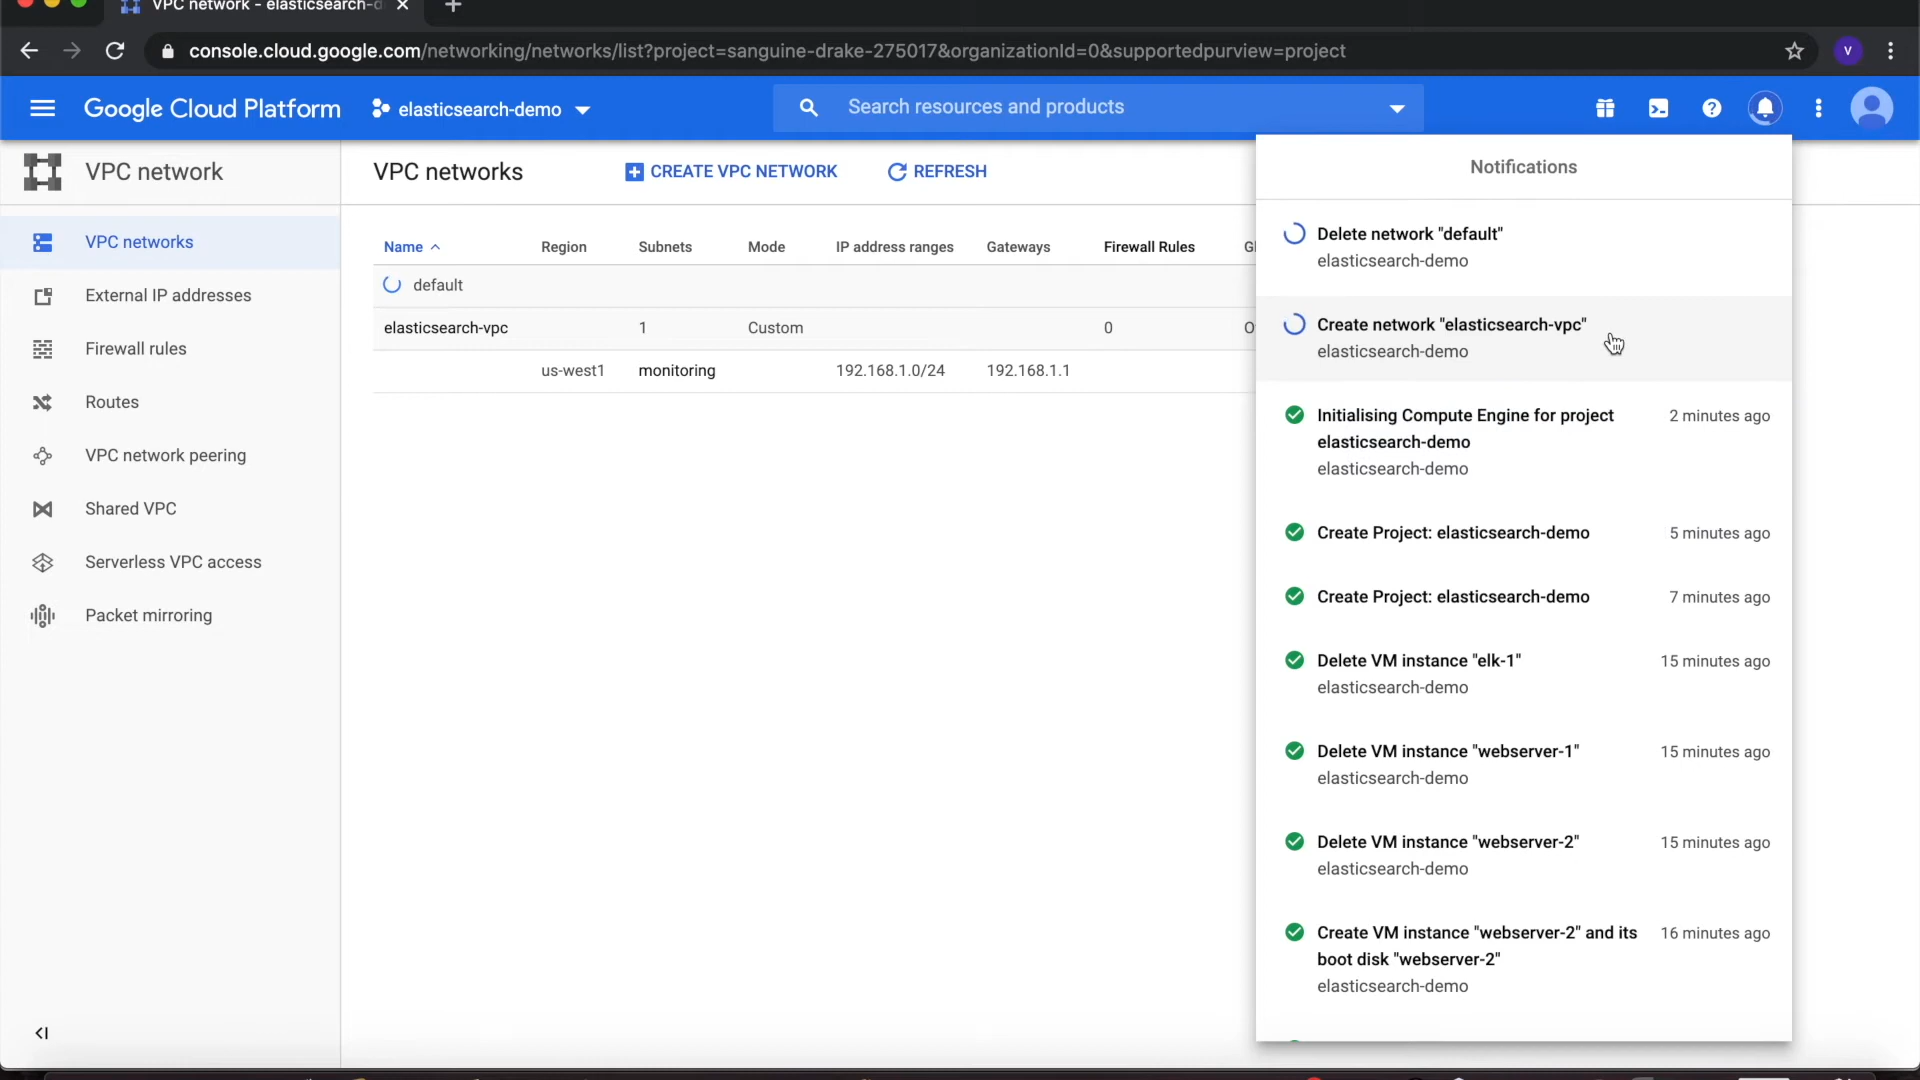 VPC network - elasticsearch-d
console.cloud.google.com/networking/networks/list?project=sanguine-drake-275017&organizationId=0&supportedpurview=project
V
Google Cloud Platform
elasticsearch-demo
Search resources and products
VPC network
VPC networks
External IP addresses
Firewall rules
Routes
VPC network peering
Shared VPC
Serverless VPC access
Packet mirroring
VPC networks
CREATE VPC NETWORK
REFRESH
Name Region Subnets Mode IP address ranges Gateways Firewall Rules Gl
default
elasticsearch-vpc 1 Custom 0 O
us-west1 monitoring 192.168.1.0/24 192.168.1.1
Notifications
Delete network "default"
elasticsearch-demo
Create network "elasticsearch-vpc"
elasticsearch-demo
Initialising Compute Engine for project 2 minutes ago
elasticsearch-demo
elasticsearch-demo
Create Project: elasticsearch-demo 5 minutes ago
Create Project: elasticsearch-demo 7 minutes ago
Delete VM instance "elk-1" 15 minutes ago
elasticsearch-demo
Delete VM instance "webserver-1" 15 minutes ago
elasticsearch-demo
Delete VM instance "webserver-2" 15 minutes ago
elasticsearch-demo
Create VM instance "webserver-2" and its 16 minutes ago
boot disk "webserver-2"
elasticsearch-demo